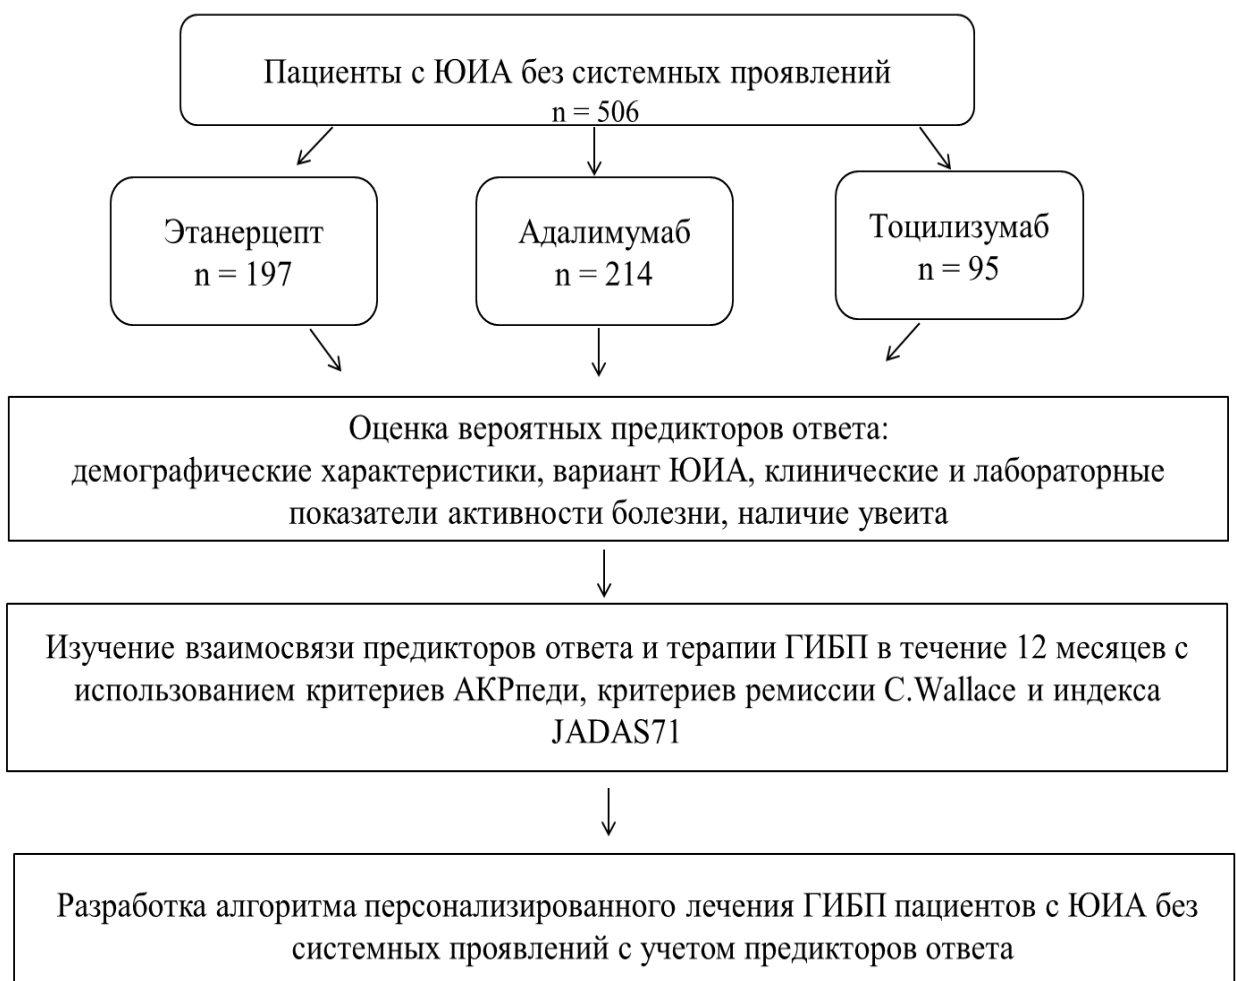 Пациенты с ЮИА без системных проявлений
n = 506
Этанерцепт
n = 197
Адалимумаб
n = 214
Тоцилизумаб
n = 95
Оценка вероятных предикторов ответа:
демографические характеристики, вариант ЮИА, клинические и лабораторные
показатели активности болезни, наличие увеита
Изучение взаимосвязи предикторов ответа и терапии ГИБП в течение 12 месяцев с
использованием критериев АКРпеди, критериев ремиссии C.Wallace и индекса
JADAS71
Разработка алгоритма персонализированного лечения ГИБП пациентов с ЮИА без
системных проявлений с учетом предикторов ответа